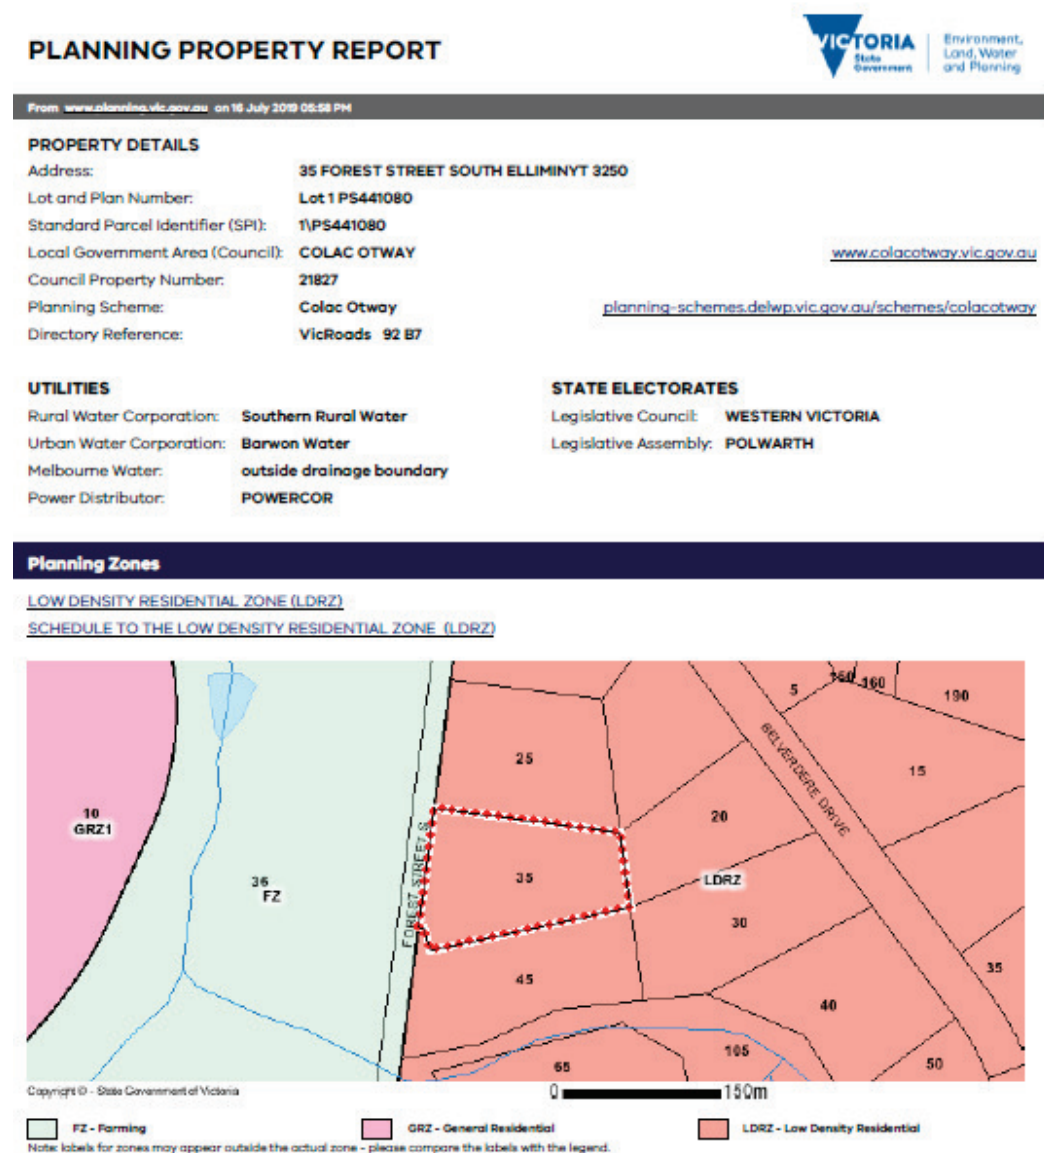 PLANNING PROPERTY REPORT
VICTORIA
State
Government
Environment,
Land, Water
and Planning
From www.planning.vic.gov.au on 16 July 2019 05:58 PM
PROPERTY DETAILS
Address: 35 FOREST STREET SOUTH ELLIMINYT 3250
Lot and Plan Number: Lot 1 PS441080
Standard Parcel Identifier (SPI): 1\PS441080
Local Government Area (Council): COLAC OTWAY www.colacotway.vic.gov.au
Council Property Number: 21827
Planning Scheme: Colac Otway planning-schemes.delwp.vic.gov.au/schemes/colacotway
Directory Reference: VicRoads 92 B7
UTILITIES
Rural Water Corporation: Southern Rural Water
Urban Water Corporation: Barwon Water
Melbourne Water: outside drainage boundary
Power Distributor: POWERCOR
STATE ELECTORATES
Legislative Council: WESTERN VICTORIA
Legislative Assembly: POLWARTH
Planning Zones
LOW DENSITY RESIDENTIAL ZONE (LDRZ)
SCHEDULE TO THE LOW DENSITY RESIDENTIAL ZONE (LDRZ)
5
150
160
190
25
BELVERDERE DRIVE
15
10
GRZ1
20
FOREST STREET S
36
FZ
35
LDRZ
30
45
35
40
105
65
50
Copyright © - State Government of Victoria
0 150m
FZ - Farming
GRZ - General Residential
LDRZ - Low Density Residential
Note: labels for zones may appear outside the actual zone - please compare the labels with the legend.